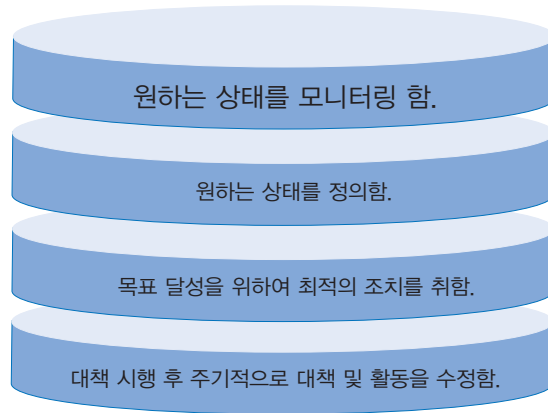 원하는 상태를 모니터링 함.
원하는 상태를 정의함.
목표 달성을 위하여 최적의 조치를 취함.
대책 시행 후 주기적으로 대책 및 활동을 수정함.